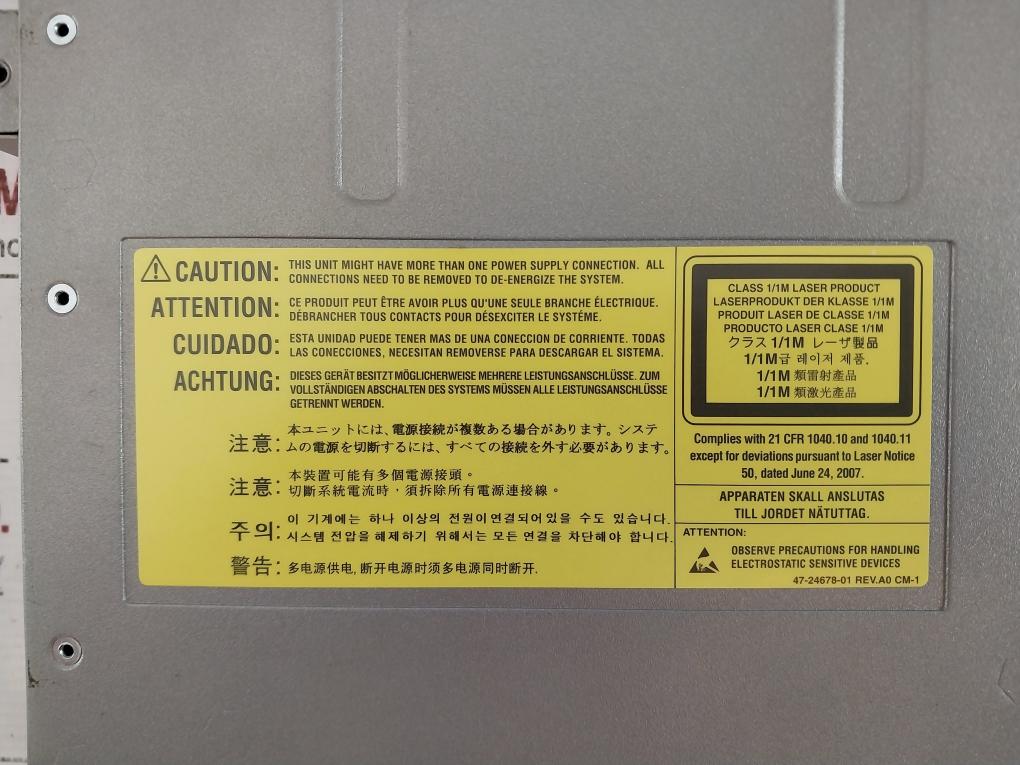 CAUTION: THIS UNIT MIGHT HAVE MORE THAN ONE POWER SUPPLY CONNECTION. ALL
CONNECTIONS NEED TO BE REMOVED TO DE-ENERGIZE THE SYSTEM.
ATTENTION: CE PRODUIT PEUT ÊTRE AVOIR PLUS QU'UNE SEULE BRANCHE ÉLECTRIQUE.
DÉBRANCHER TOUS CONTACTS POUR DÉSEXCITER LE SYSTÉME.
CUIDADO: ESTA UNIDAD PUEDE TENER MAS DE UNA CONECCION DE CORRIENTE. TODAS
LAS CONECCIONES, NECESITAN REMOVERSE PARA DESCARGAR EL SISTEMA.
ACHTUNG: DIESES GERÄT BESITZT MÖGLICHERWEISE MEHRERE LEISTUNGSANSCHLÜSSE. ZUM
VOLLSTÄNDIGEN ABSCHALTEN DES SYSTEMS MÜSSEN ALLE LEISTUNGSANSCHLÜSSE
GETRENNT WERDEN.
注意: 本ユニットには、電源接続が複数ある場合があります。システ
ムの電源を切断するには、すべての接続を外す必要があります。
注意: 本裝置可能有多個電源接頭。
切斷系統電流時，須拆除所有電源連接線。
주의: 이 기계에는 하나 이상의 전원이 연결되어 있을 수도 있습니다.
시스템 전압을 해제하기 위해서는 모든 연결을 차단해야 합니다.
警告: 多电源供电, 断开电源时须多电源同时断开.
CLASS 1/1M LASER PRODUCT
LASERPRODUKT DER KLASSE 1/1M
PRODUIT LASER DE CLASSE 1/1M
PRODUCTO LASER CLASE 1/1M
クラス 1/1M レーザ製品
1/1M급 레이저 제품.
1/1M 類雷射產品
1/1M 類激光產品
Complies with 21 CFR 1040.10 and 1040.11
except for deviations pursuant to Laser Notice
50, dated June 24, 2007.
APPARATEN SKALL ANSLUTAS
TILL JORDET NÄTUTTAG.
ATTENTION:
OBSERVE PRECAUTIONS FOR HANDLING
ELECTROSTATIC SENSITIVE DEVICES
47-24678-01 REV.A0 CM-1